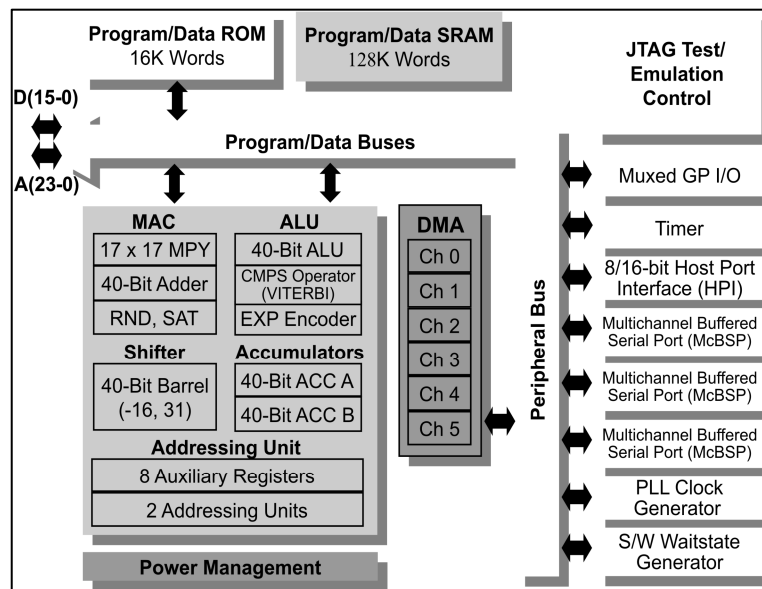 Program/Data ROM
16K Words
Program/Data SRAM
128K Words
JTAG Test/
Emulation
Control
D(15-0)
A(23-0)
Program/Data Buses
MAC
17 x 17 MPY
40-Bit Adder
RND, SAT
ALU
40-Bit ALU
CMPS Operator
(VITERBI)
EXP Encoder
Shifter
40-Bit Barrel
(-16, 31)
Accumulators
40-Bit ACC A
40-Bit ACC B
Addressing Unit
8 Auxiliary Registers
2 Addressing Units
Power Management
DMA
Ch 0
Ch 1
Ch 2
Ch 3
Ch 4
Ch 5
Peripheral Bus
Muxed GP I/O
Timer
8/16-bit Host Port
Interface (HPI)
Multichannel Buffered
Serial Port (McBSP)
Multichannel Buffered
Serial Port (McBSP)
Multichannel Buffered
Serial Port (McBSP)
PLL Clock
Generator
S/W Waitstate
Generator